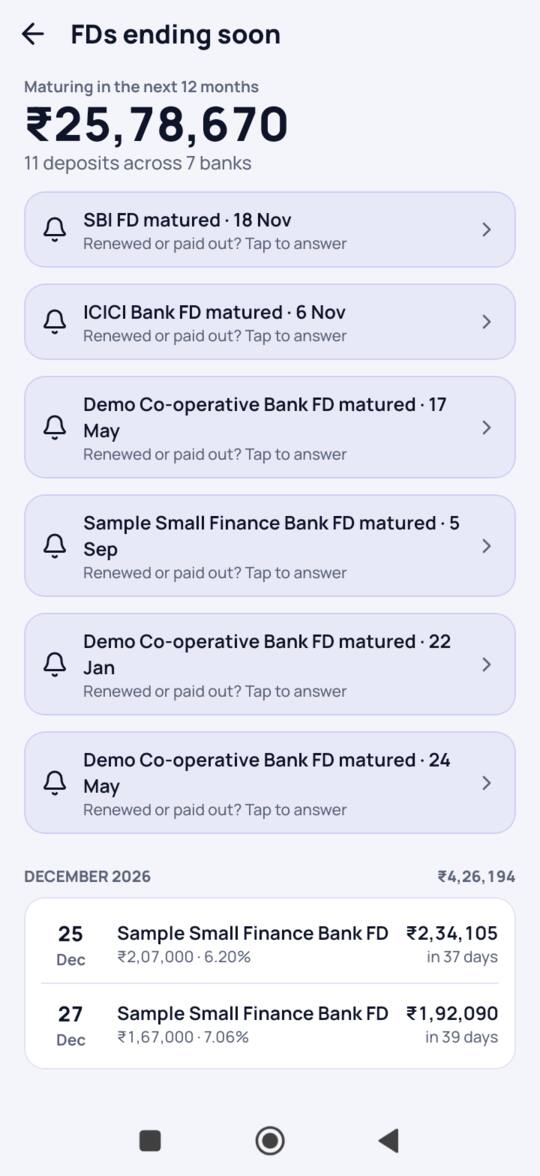 FDs ending soon
Maturing in the next 12 months
₹25,78,670
11 deposits across 7 banks
SBI FD matured · 18 Nov
Renewed or paid out? Tap to answer
ICICI Bank FD matured · 6 Nov
Renewed or paid out? Tap to answer
Demo Co-operative Bank FD matured · 17
May
Renewed or paid out? Tap to answer
Sample Small Finance Bank FD matured · 5
Sep
Renewed or paid out? Tap to answer
Demo Co-operative Bank FD matured · 22
Jan
Renewed or paid out? Tap to answer
Demo Co-operative Bank FD matured · 24
May
Renewed or paid out? Tap to answer
DECEMBER 2026 ₹4,26,194
25 Sample Small Finance Bank FD ₹2,34,105
Dec ₹2,07,000 · 6.20% in 37 days
27 Sample Small Finance Bank FD ₹1,92,090
Dec ₹1,67,000 · 7.06% in 39 days